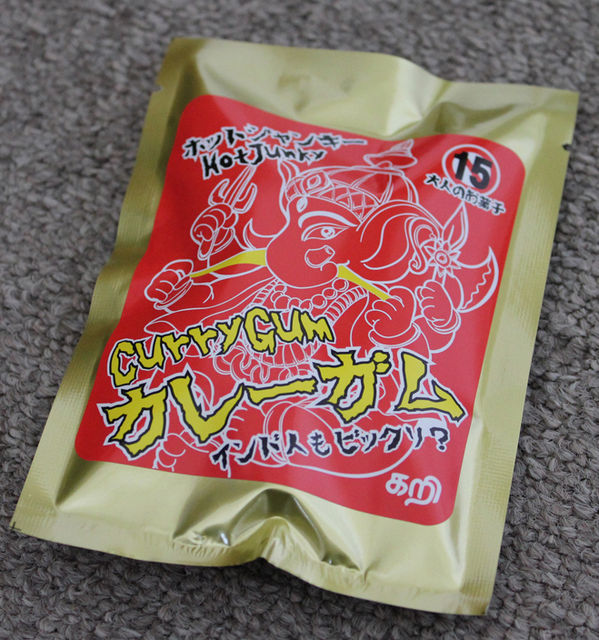 ホットジャンキー
HotJunky
15
大人のお菓子
CurryGum
カレーガム
インド人もビックリ?
கறி